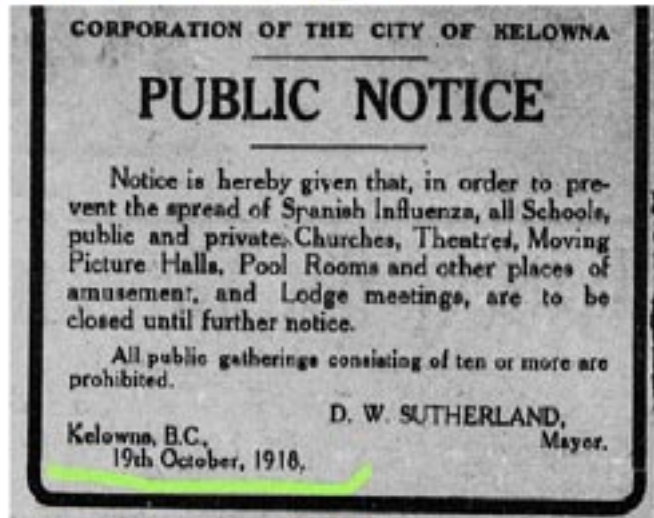 CORPORATION OF THE CITY OF KELOWNA
PUBLIC NOTICE
Notice is hereby given that, in order to pre-
vent the spread of Spanish Influenza, all Schools,
public and private, Churches, Theatres, Moving
Picture Halls, Pool Rooms and other places of
amusement, and Lodge meetings, are to be
closed until further notice.
All public gatherings consisting of ten or more are
prohibited.
D. W. SUTHERLAND,
Mayor.
Kelowna, B.C.,
19th October, 1918.